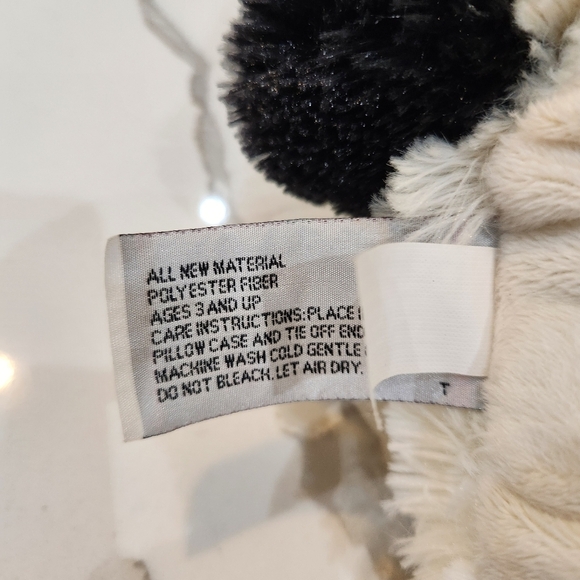 ALL NEW MATERIAL
POLYESTER FIBER
AGES 3 AND UP
CARE INSTRUCTIONS:PLACE
PILLOW CASE AND TIE OFF END
MACHINE WASH COLD GENTLE
DO NOT BLEACH. LET AIR DRY.
T